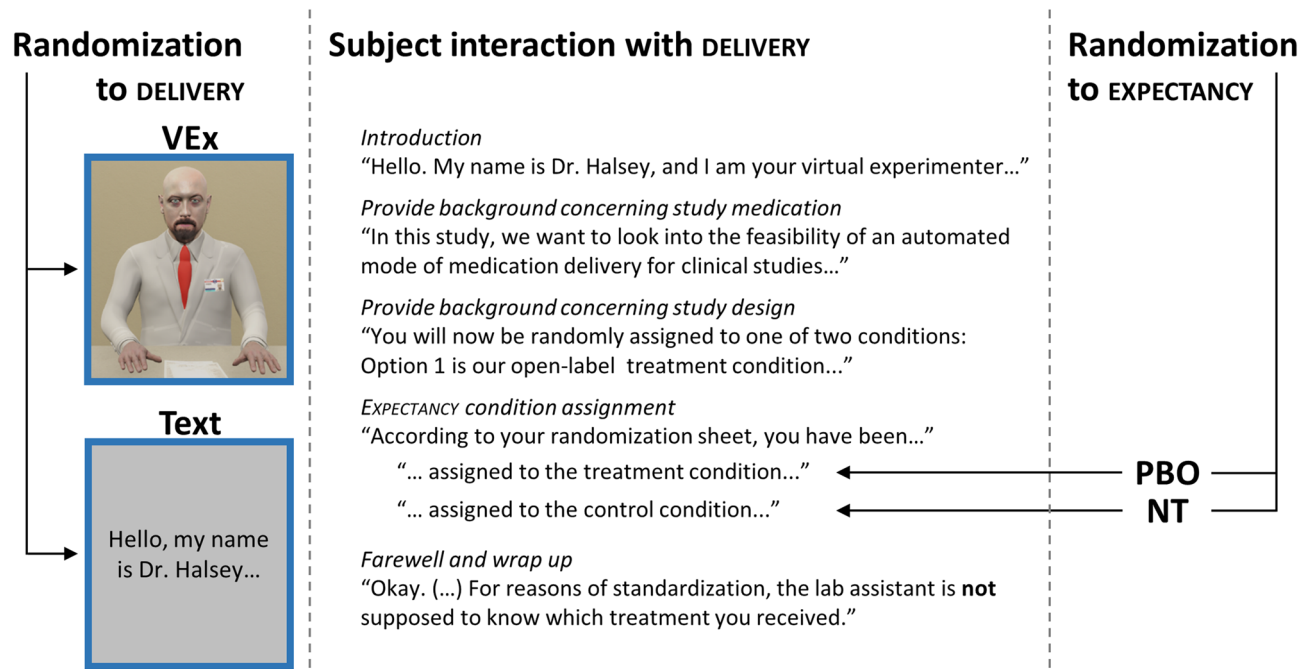 Randomization
to DELIVERY
VEx
Text
Hello, my name
is Dr. Halsey…
Subject interaction with DELIVERY
Introduction
“Hello. My name is Dr. Halsey, and I am your virtual experimenter…”
Provide background concerning study medication
“In this study, we want to look into the feasibility of an automated
mode of medication delivery for clinical studies…”
Provide background concerning study design
“You will now be randomly assigned to one of two conditions:
Option 1 is our open-label treatment condition...”
EXPECTANCY condition assignment
“According to your randomization sheet, you have been…”
“… assigned to the treatment condition...”
“… assigned to the control condition...”
Farewell and wrap up
“Okay. (…) For reasons of standardization, the lab assistant is not
supposed to know which treatment you received.”
Randomization
to EXPECTANCY
PBO
NT